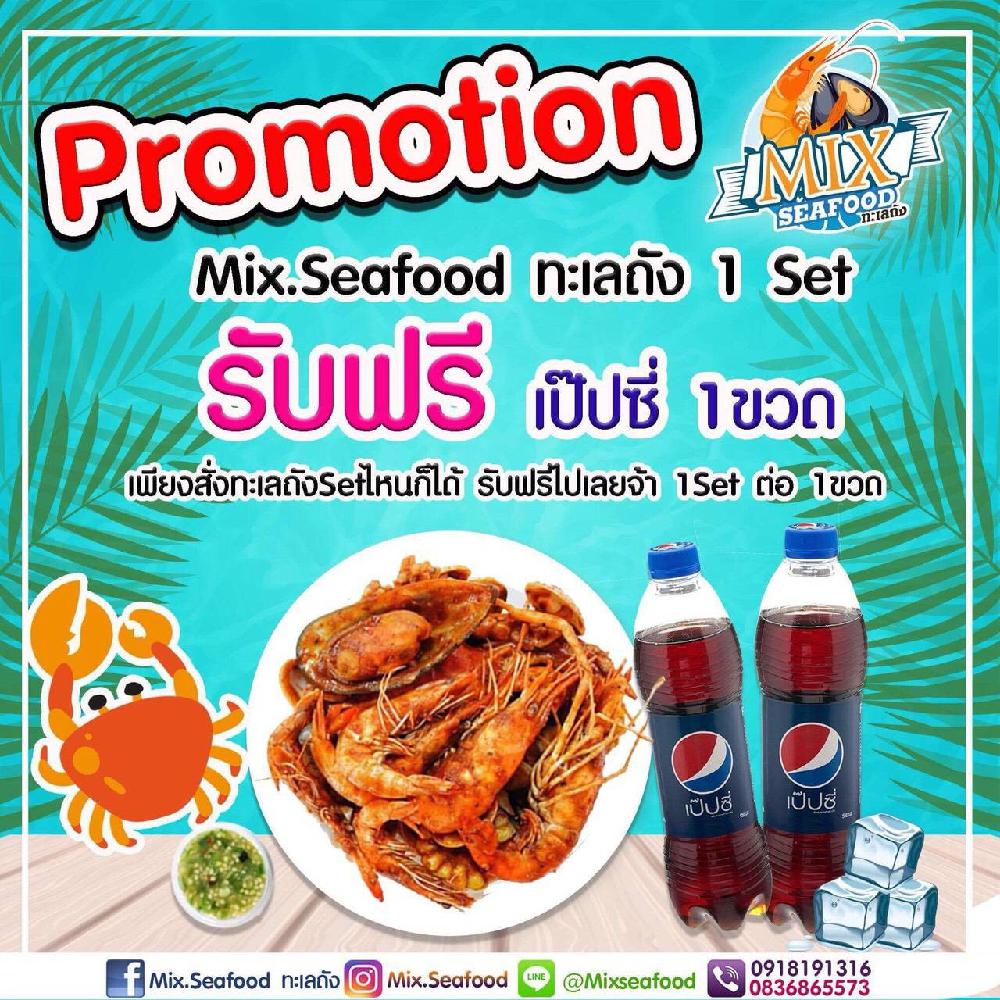 Promotion
MIX
SEAFOOD
ทะเลถัง
Mix.Seafood ทะเลถัง 1 Set
รับฟรี เป๊ปซี่ 1ขวด
เพียงสั่งทะเลถังSetไหนก็ได้ รับฟรีไปเลยจ้า 1Set ต่อ 1ขวด
เป๊ปซี่ เป๊ปซี่
Mix.Seafood ทะเลถัง Mix.Seafood LINE @Mixseafood 0918191316
0836865573